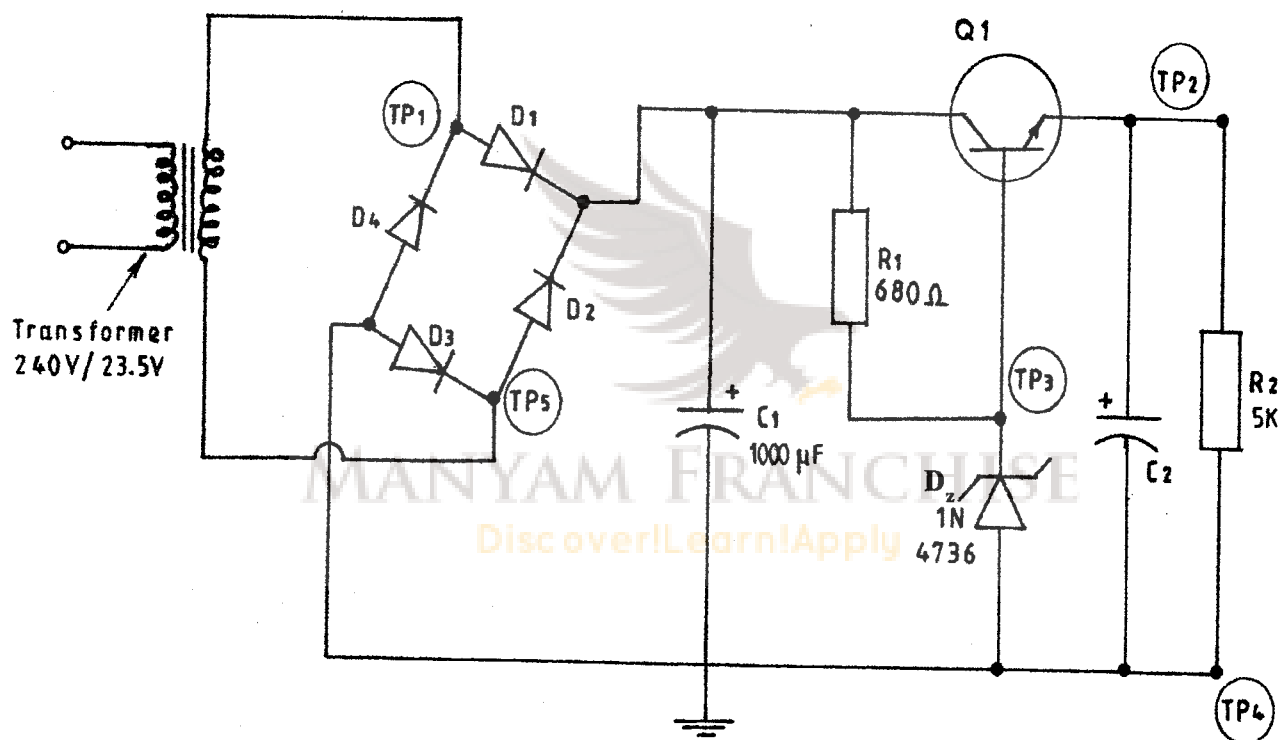 Q1
TP2
TP1
D1
D4
R1
680Ω
D2
D3
Transformer
240V/23.5V
TP3
TP5
R2
5K
+
C1
1000 µF
+
C2
MANYAM FRANCHISE
Discover!Learn!Apply
Dz
1N
4736
TP4